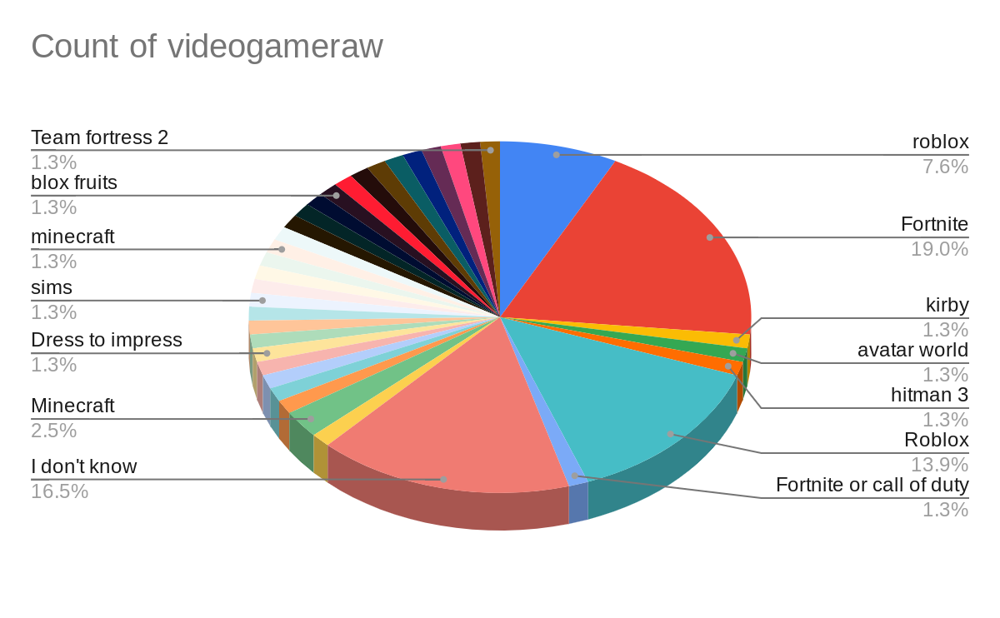 Count of videogameraw
Team fortress 2
1.3%
blox fruits
1.3%
minecraft
1.3%
sims
1.3%
Dress to impress
1.3%
Minecraft
2.5%
I don't know
16.5%
roblox
7.6%
Fortnite
19.0%
kirby
1.3%
avatar world
1.3%
hitman 3
1.3%
Roblox
13.9%
Fortnite or call of duty
1.3%